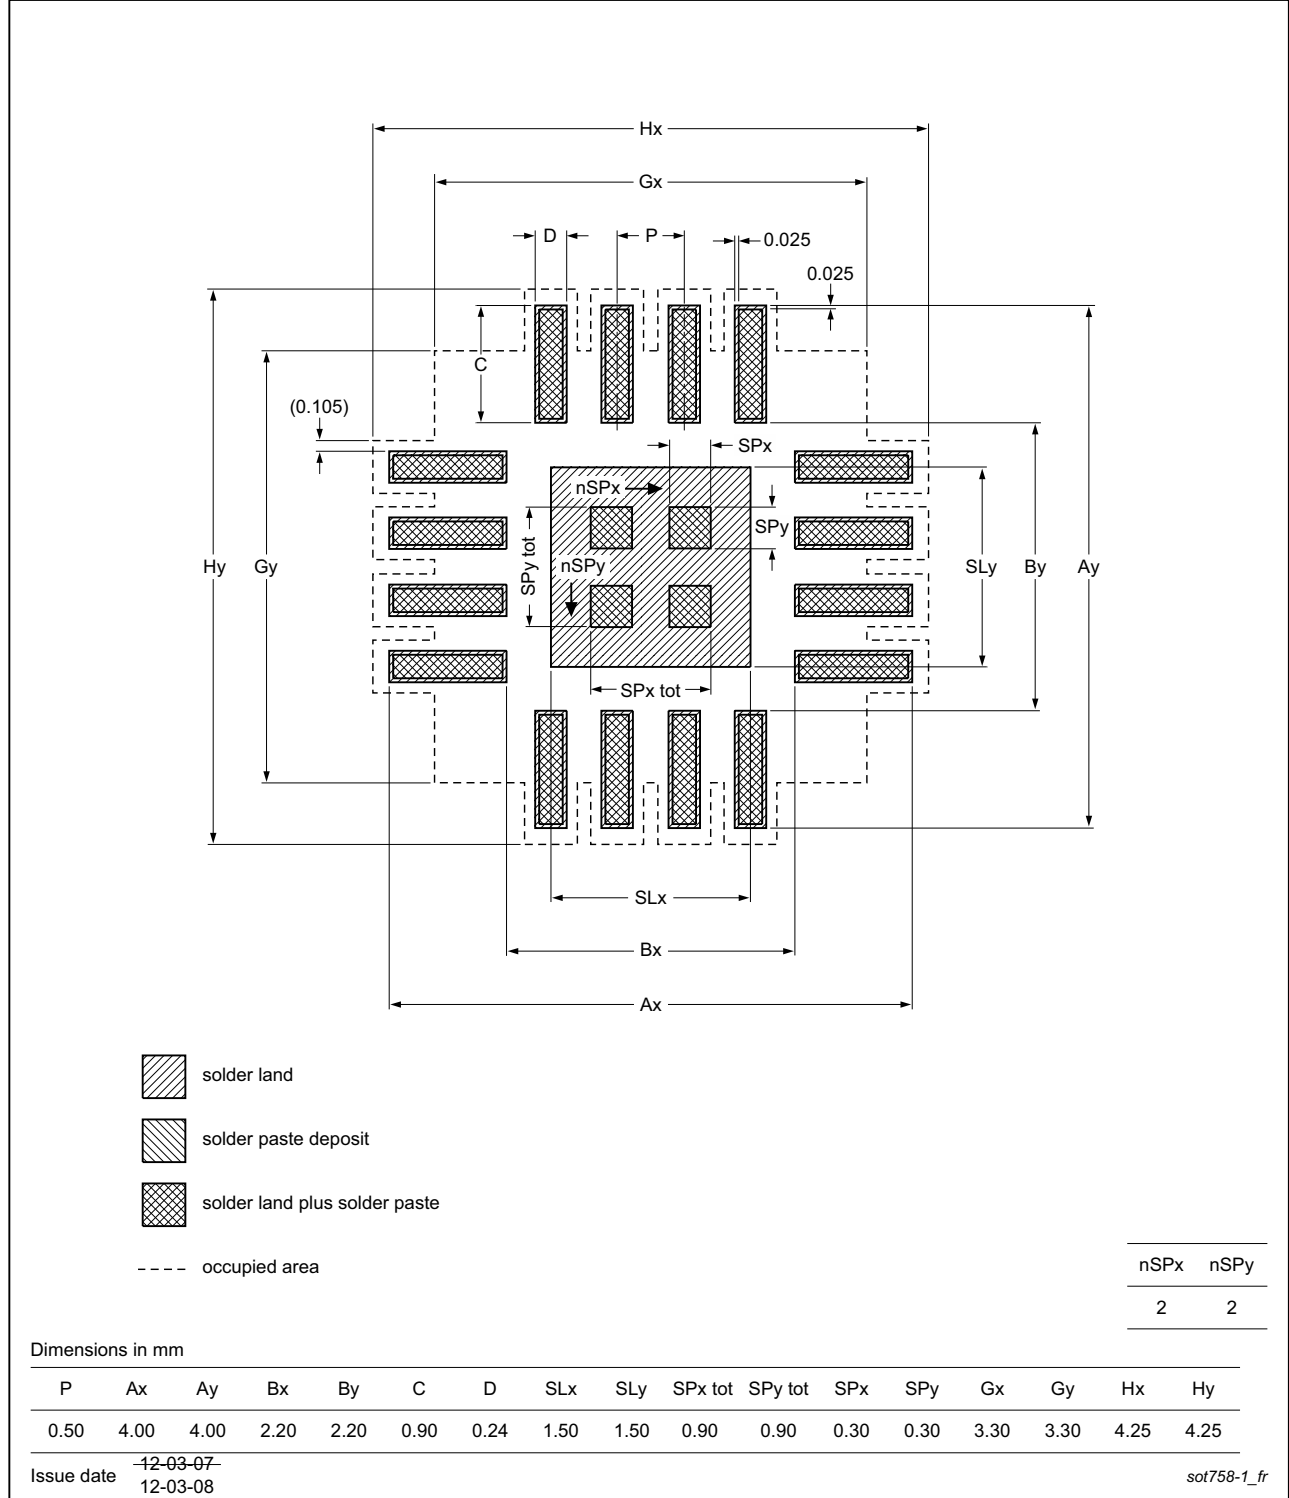 Hx
Gx
D
P
0.025
0.025
C
(0.105)
SPx
nSPx
SPy
SPy tot
nSPy
Hy
Gy
SLy
By
Ay
SPx tot
SLx
Bx
Ax
solder land
solder paste deposit
solder land plus solder paste
occupied area
nSPx nSPy
2 2
Dimensions in mm
P Ax Ay Bx By C D SLx SLy SPx tot SPy tot SPx SPy Gx Gy Hx Hy
0.50 4.00 4.00 2.20 2.20 0.90 0.24 1.50 1.50 0.90 0.90 0.30 0.30 3.30 3.30 4.25 4.25
12-03-07
Issue date
12-03-08
sot758-1_fr